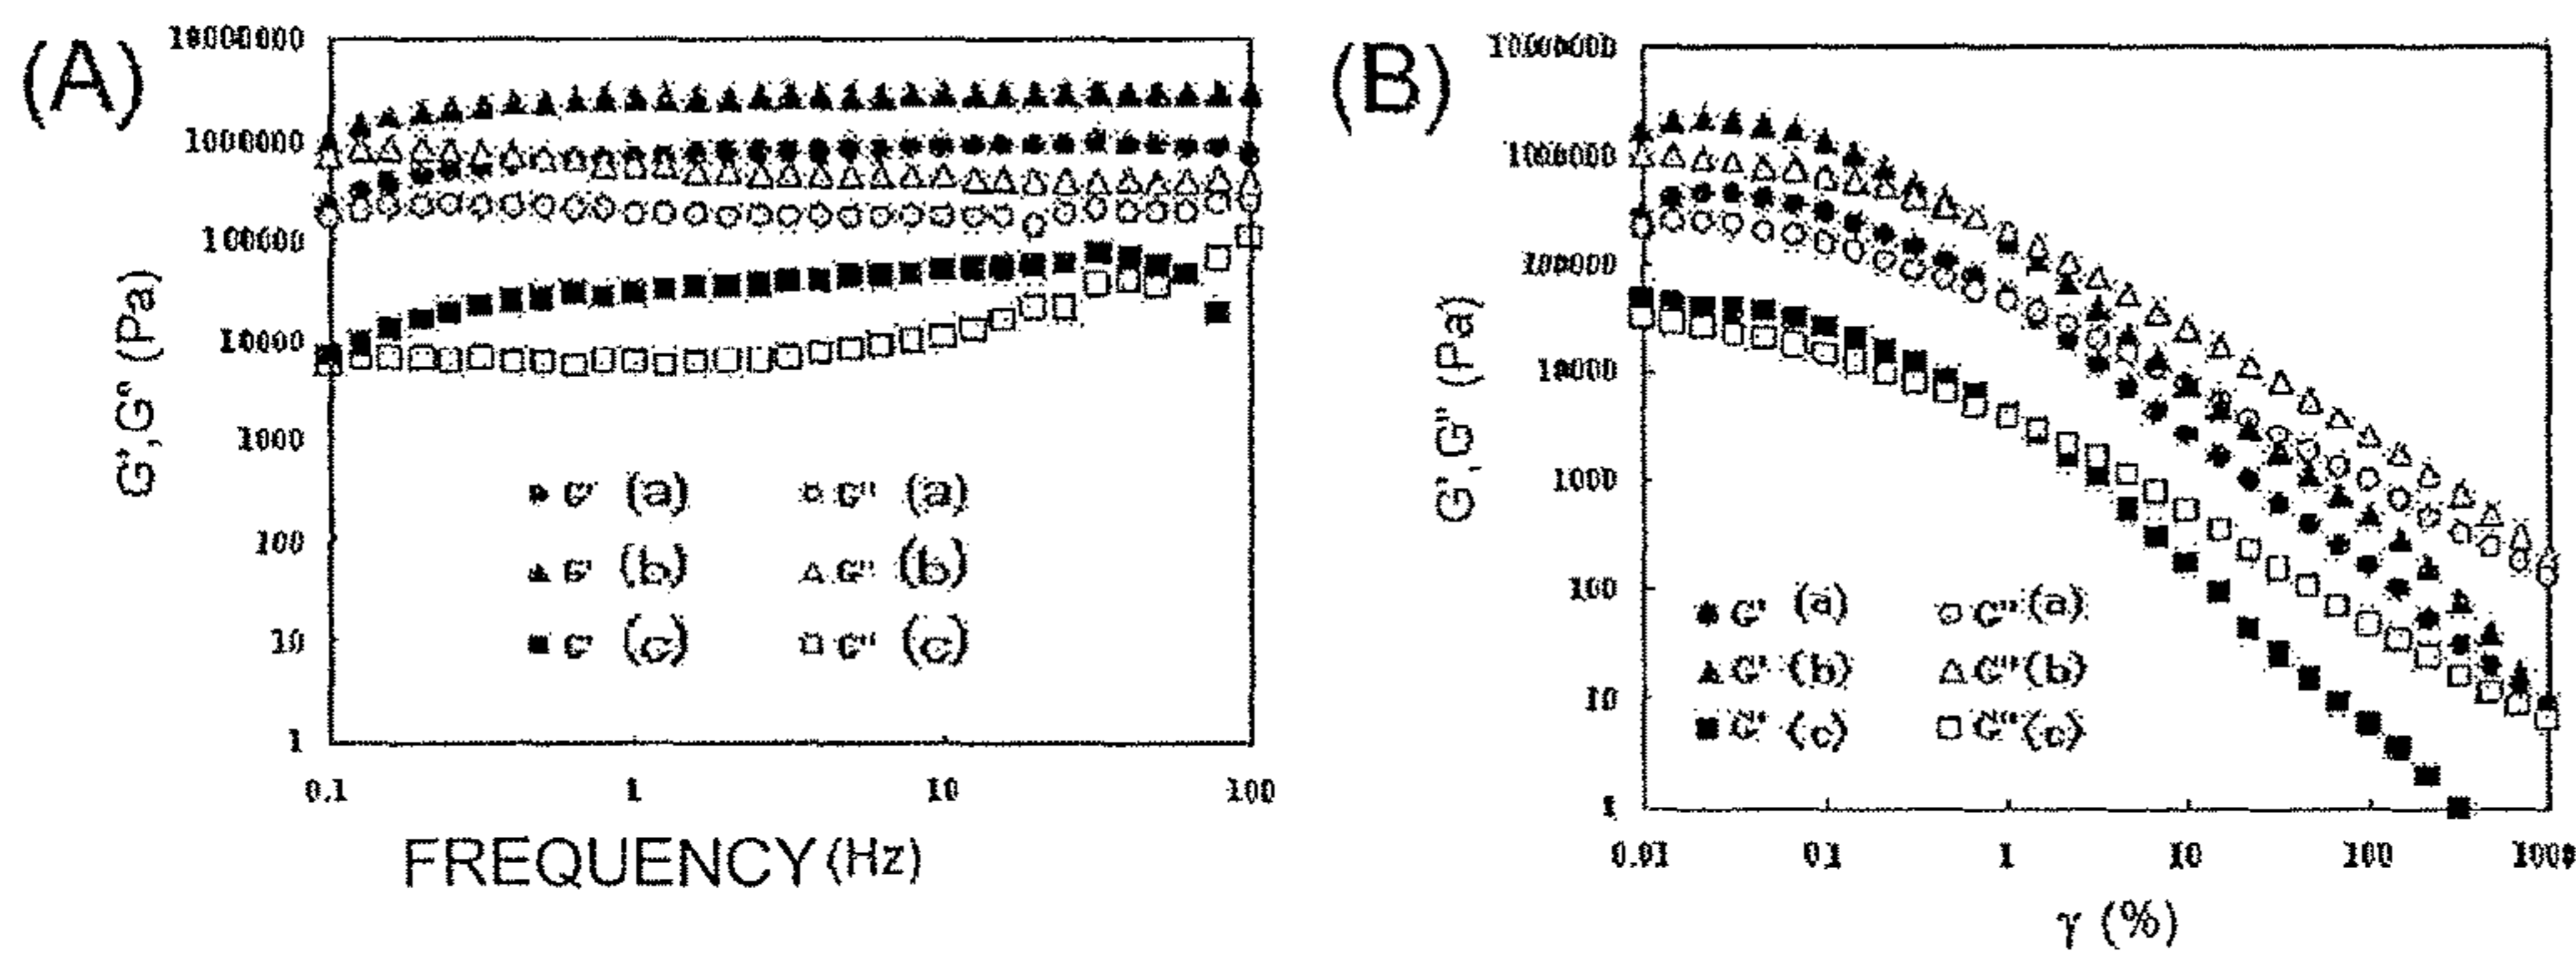 (A)
10000000
1000000
100000
10000
1000
100
10
1
G',G" (Pa)
G' (a) G" (a)
G' (b) G" (b)
G' (c) G" (c)
0.1 1 10 100
FREQUENCY (Hz)
(B)
10000000
1000000
100000
10000
1000
100
10
1
G',G" (Pa)
G' (a) G" (a)
G' (b) G" (b)
G' (c) G" (c)
0.01 0.1 1 10 100 1000
γ (%)